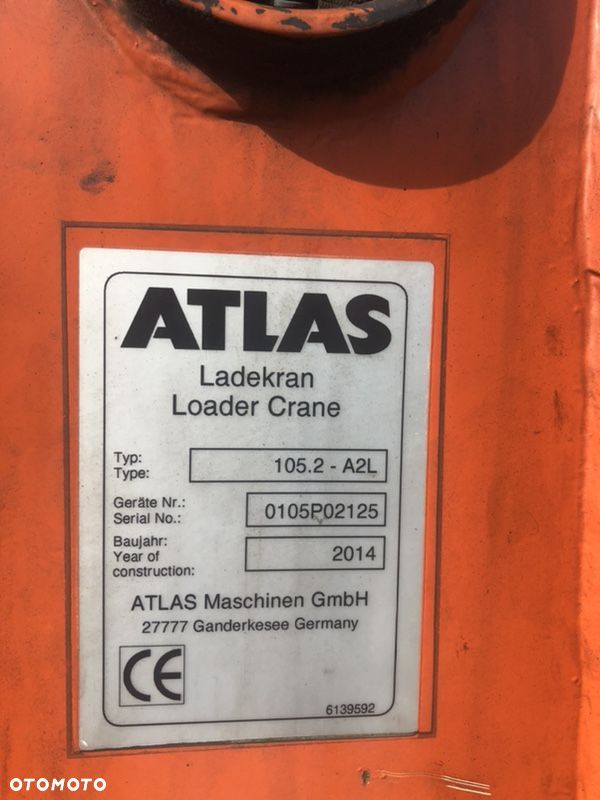 ATLAS
Ladekran
Loader Crane
Typ:
Type:
105.2 - A2L
Geräte Nr.:
Serial No.:
0105P02125
Baujahr:
Year of
construction:
2014
ATLAS Maschinen GmbH
27777 Ganderkesee Germany
CE
6139592
OTOMOTO